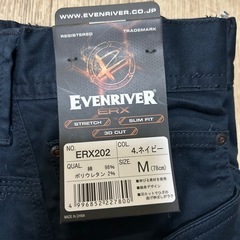 WWW.EVENRIVER.CO.JP
REGISTERED TRADEMARK
EVENRIVER
ERX
STRETCH SLIM FIT
3D CUT
NO. COL.
ERX202 4.ネイビー
QUAL. SIZE
綿 98%
ポリウレタン 2%
M(78cm)
4996852227800
MADE IN CHINA